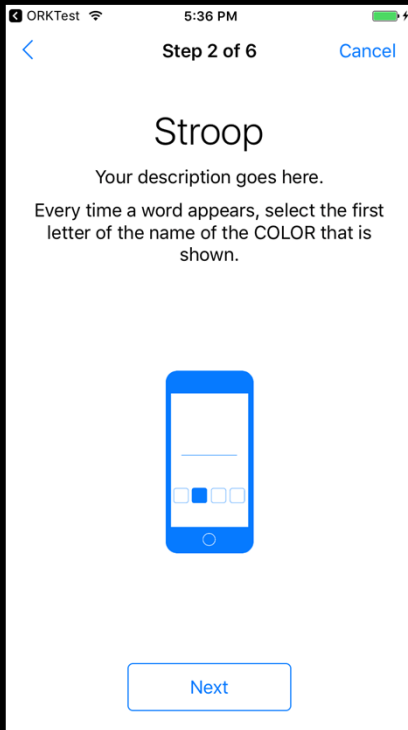 ORKTest
5:36 PM
Step 2 of 6
Cancel
Stroop
Your description goes here.
Every time a word appears, select the first
letter of the name of the COLOR that is
shown.
Next